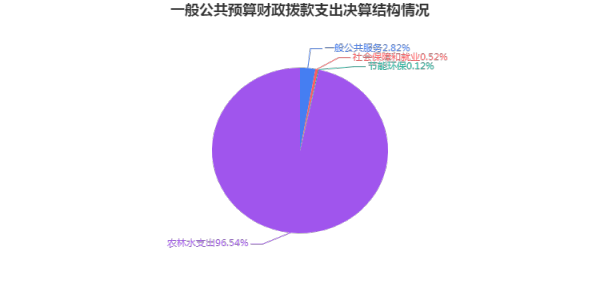 一般公共预算财政拨款支出决算结构情况
一般公共服务2.82%
社会保障和就业0.52%
节能环保0.12%
农林水支出96.54%